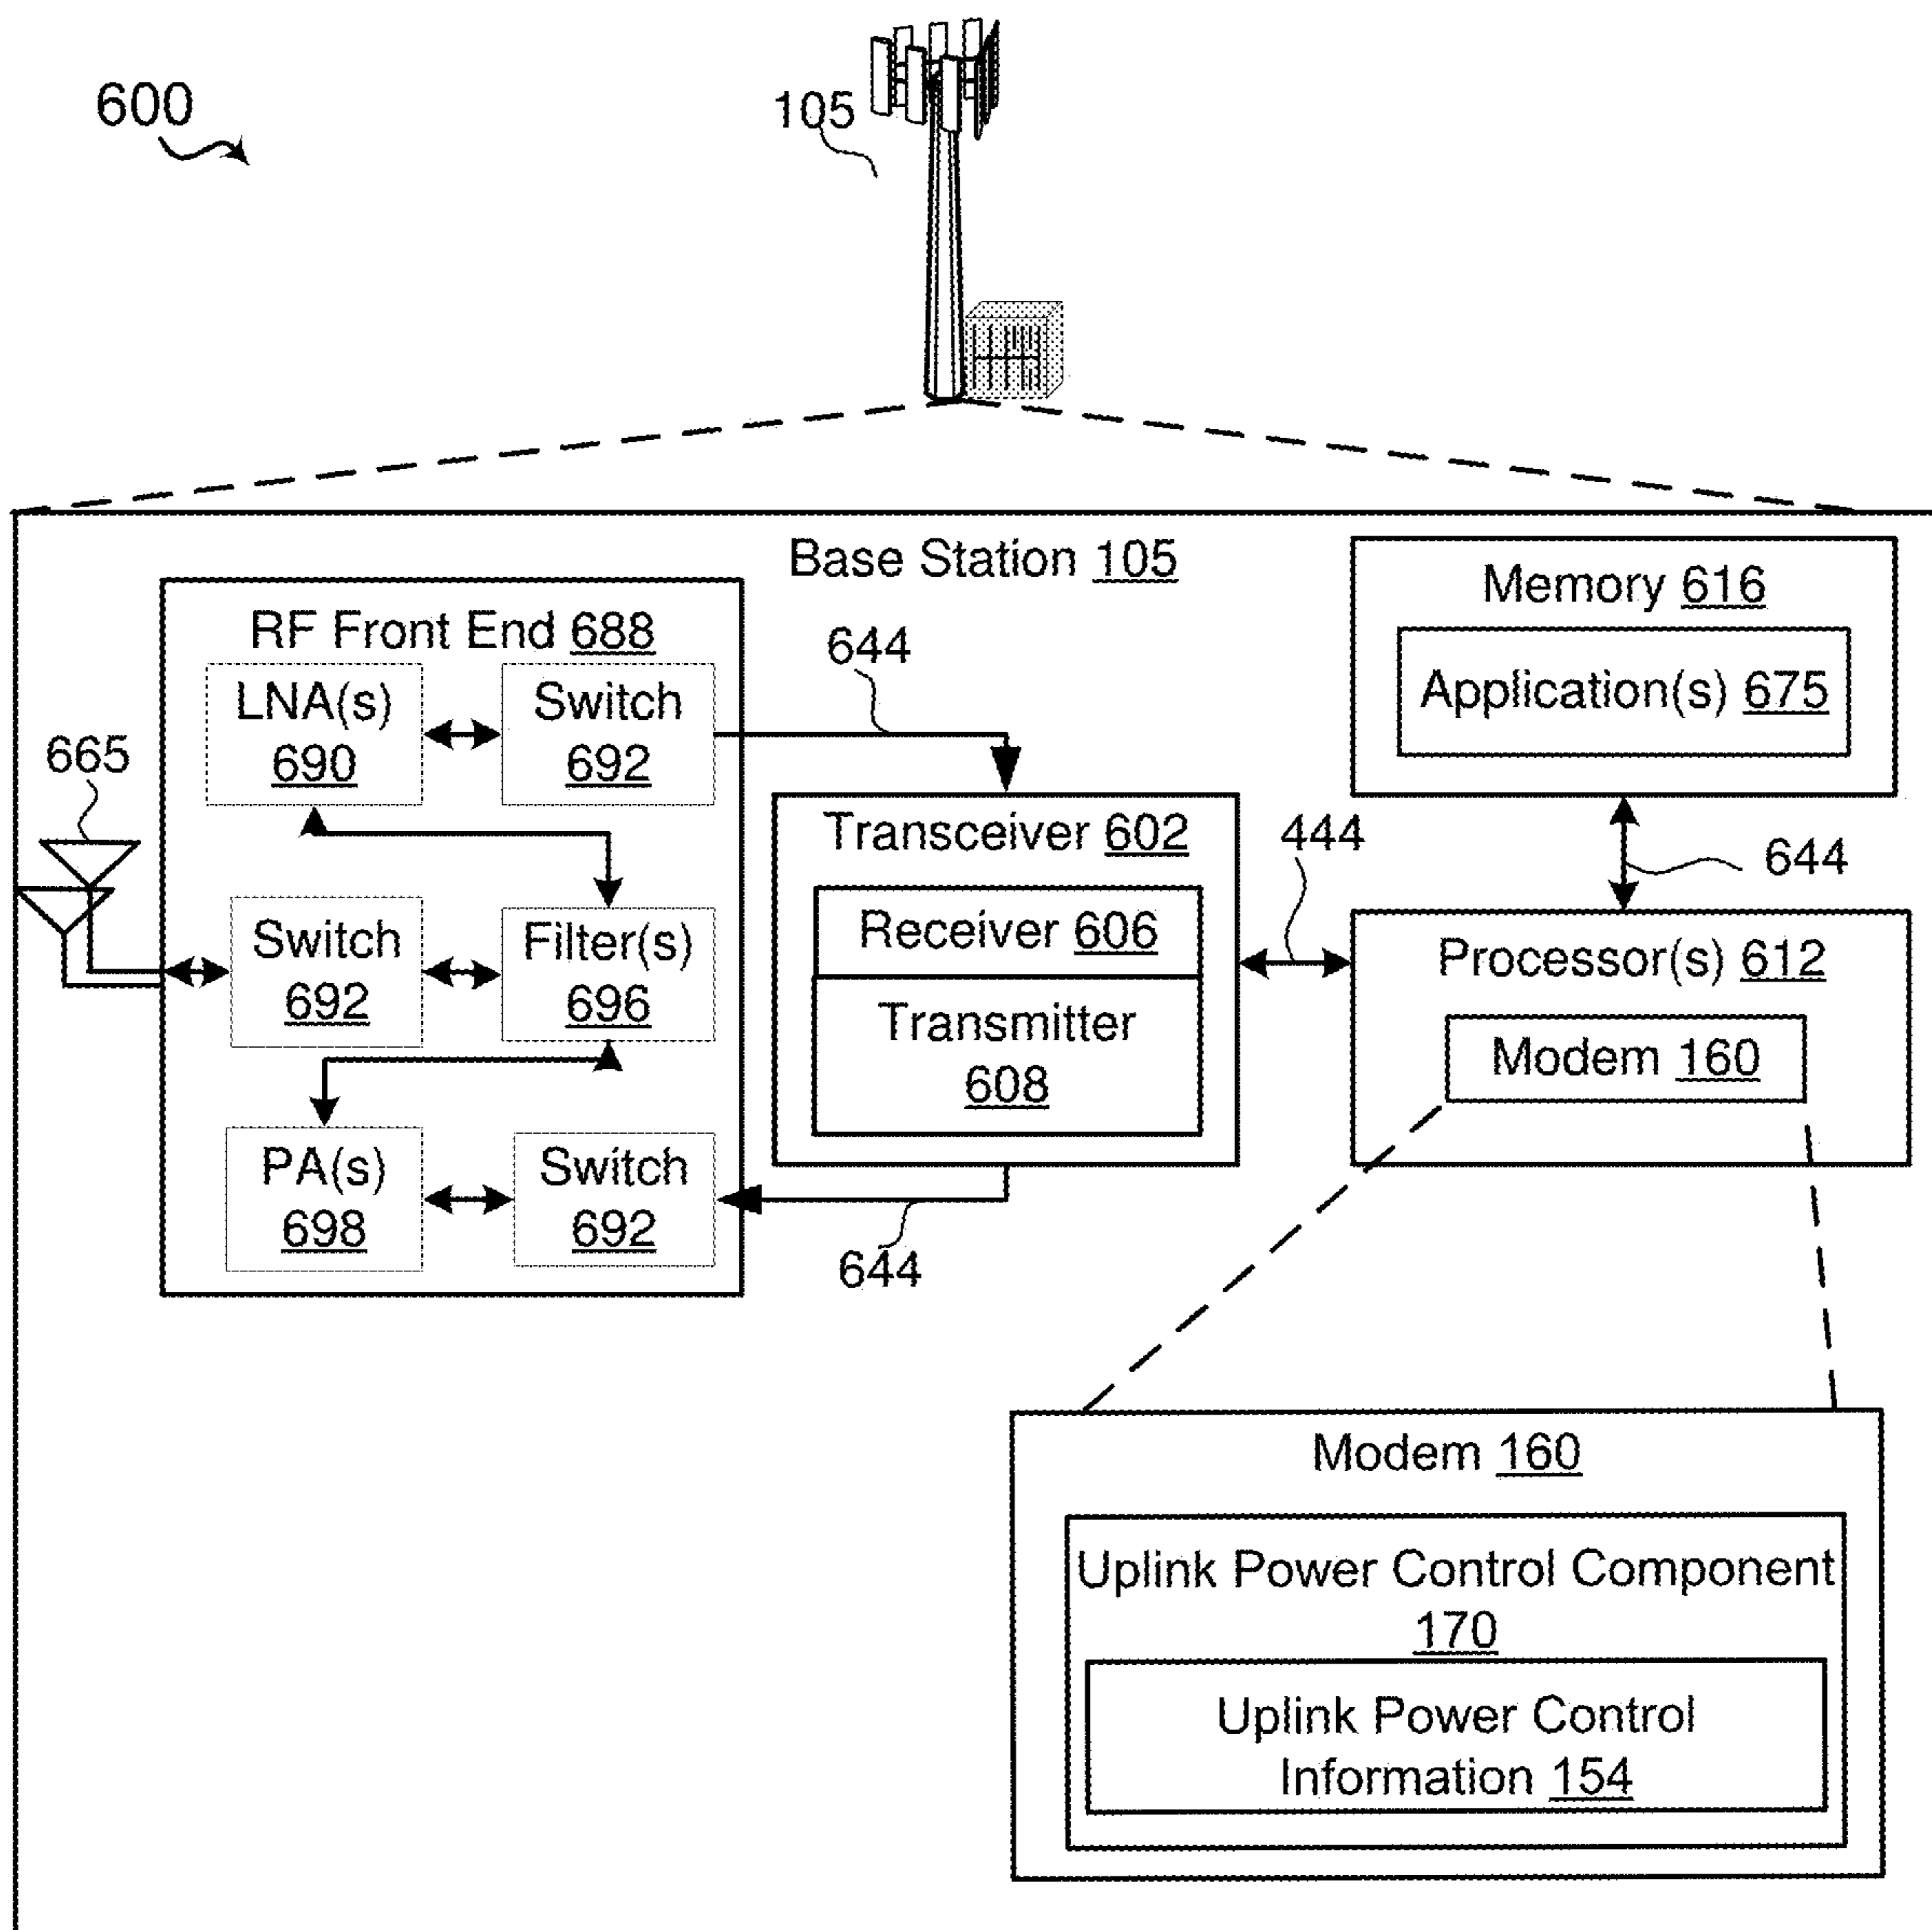 600
105
Base Station 105
RF Front End 688
LNA(s)
690
Switch
692
644
665
Switch
692
Filter(s)
696
PA(s)
698
Switch
692
644
Transceiver 602
Receiver 606
Transmitter
608
444
Memory 616
Application(s) 675
644
Processor(s) 612
Modem 160
Modem 160
Uplink Power Control Component
170
Uplink Power Control
Information 154